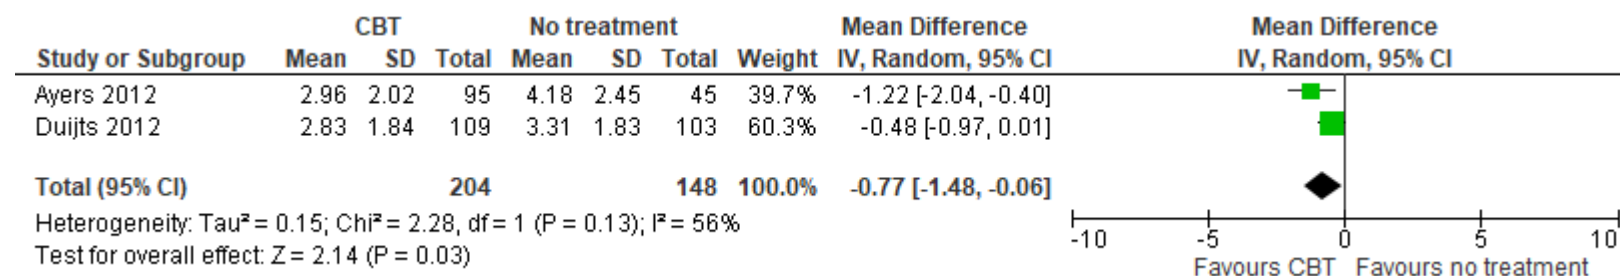 CBT No treatment Mean Difference Mean Difference
Study or Subgroup Mean SD Total Mean SD Total Weight IV, Random, 95% CI IV, Random, 95% CI
Ayers 2012 2.96 2.02 95 4.18 2.45 45 39.7% -1.22 [-2.04, -0.40]
Duijts 2012 2.83 1.84 109 3.31 1.83 103 60.3% -0.48 [-0.97, 0.01]
Total (95% CI) 204 148 100.0% -0.77 [-1.48, -0.06]
Heterogeneity: Tau² = 0.15; Chi² = 2.28, df = 1 (P = 0.13); I² = 56%
Test for overall effect: Z = 2.14 (P = 0.03)
-10 -5 0 5 10
Favours CBT Favours no treatment